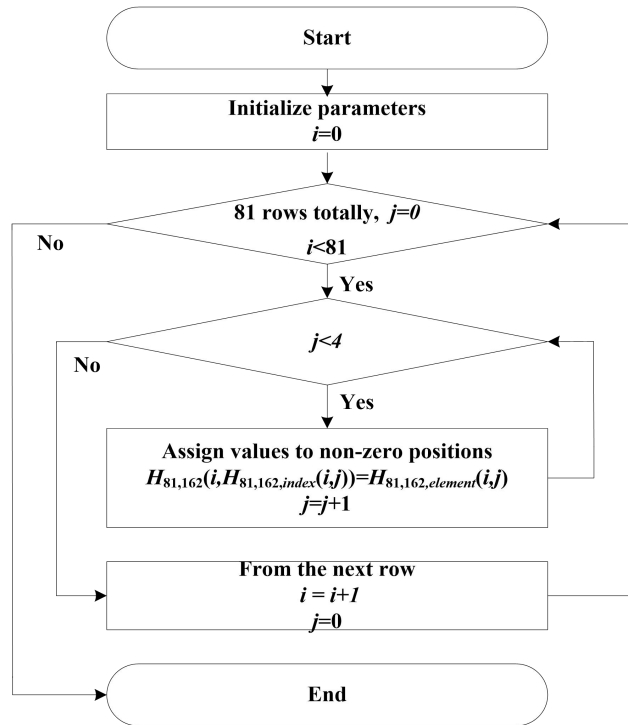 Start
Initialize parameters
i=0
81 rows totally, j=0
i<81
No
Yes
j<4
No
Yes
Assign values to non-zero positions
H81,162(i,H81,162,index(i,j))=H81,162,element(i,j)
j=j+1
From the next row
i = i+1
j=0
End